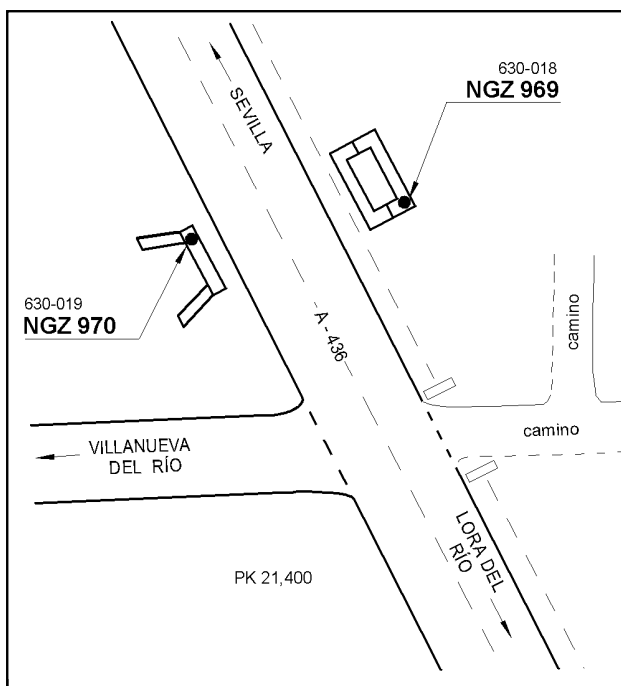 630-018
NGZ 969
SEVILLA
630-019
NGZ 970
A - 436
camino
camino
VILLANUEVA
DEL RÍO
LORA DEL
RÍO
PK 21,400